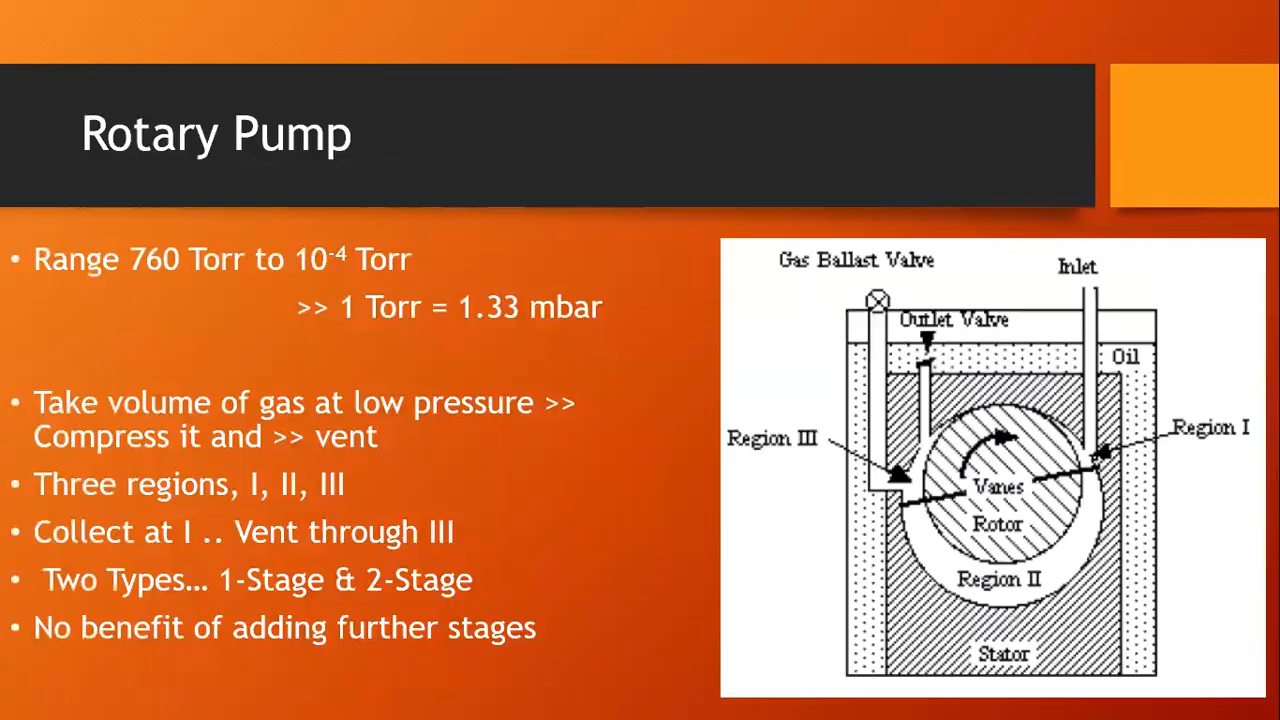 Rotary Pump
• Range 760 Torr to 10⁻⁴ Torr
>> 1 Torr = 1.33 mbar
• Take volume of gas at low pressure >>
Compress it and >> vent
• Three regions, I, II, III
• Collect at I .. Vent through III
• Two Types… 1-Stage & 2-Stage
• No benefit of adding further stages
Gas Ballast Valve
Inlet
Outlet Valve
Oil
Region III
Region I
Vanes
Rotor
Region II
Stator